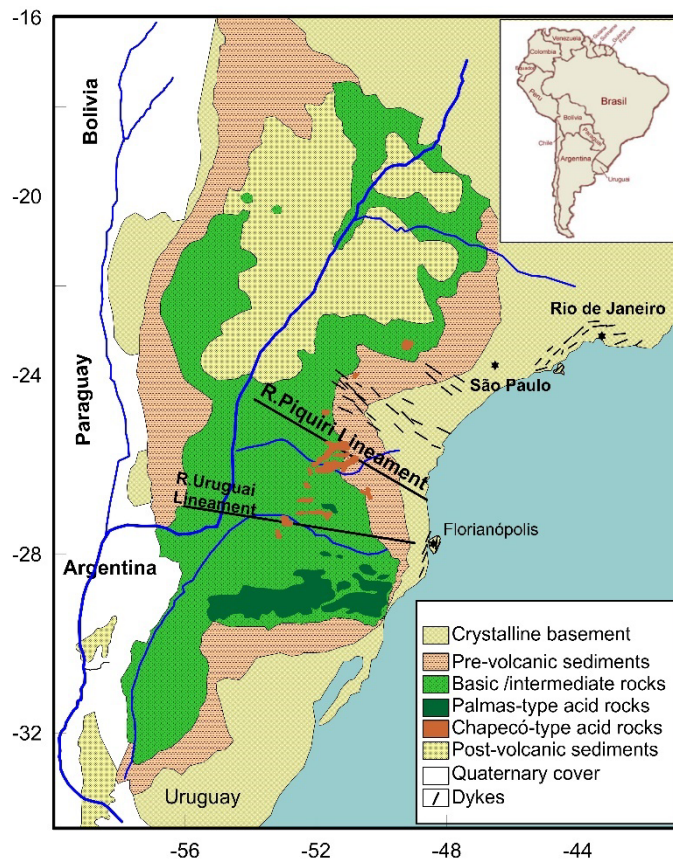 -16
-20
-24
-28
-32
-56
-52
-48
-44
Bolivia
Paraguay
Argentina
Uruguay
R.Piquiri Lineament
R.Uruguai
Lineament
Rio de Janeiro
São Paulo
Florianópolis
Venezuela
Colombia
Peru
Brasil
Bolívia
Chile
Argentina
Uruguai
Crystalline basement
Pre-volcanic sediments
Basic /intermediate rocks
Palmas-type acid rocks
Chapecó-type acid rocks
Post-volcanic sediments
Quaternary cover
Dykes